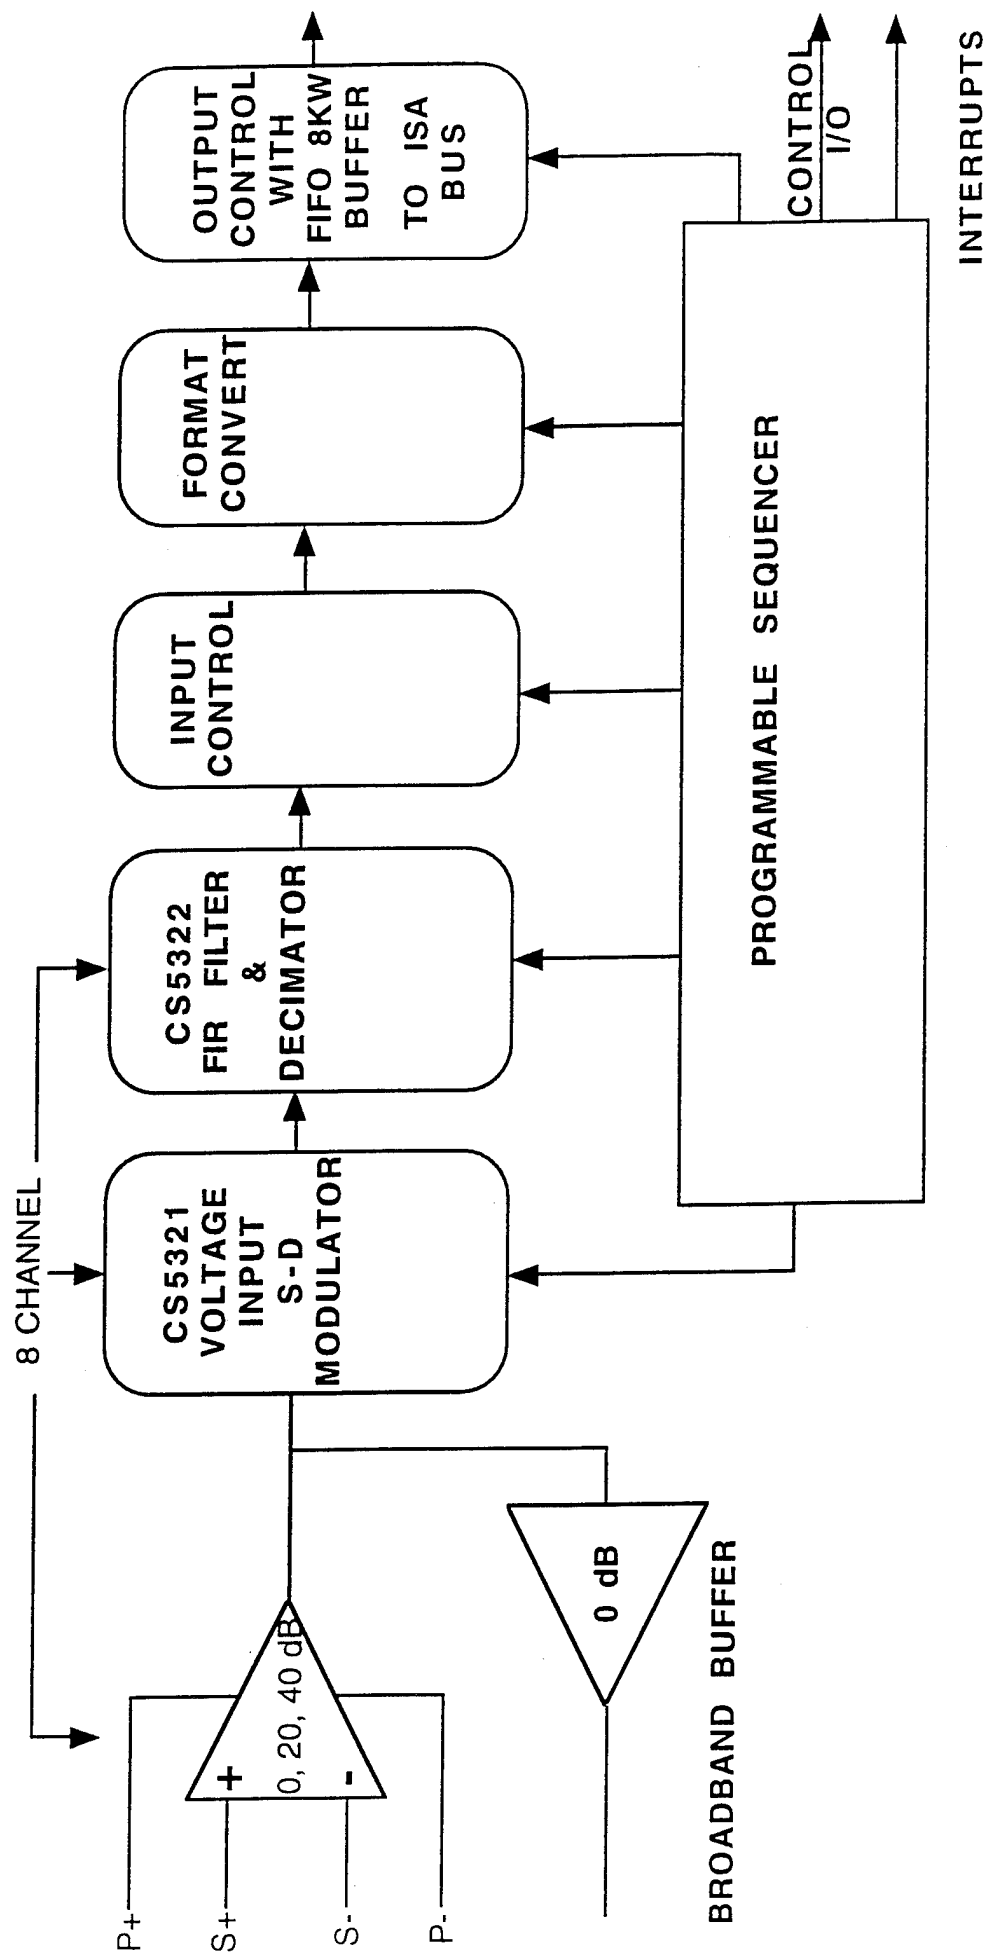 8 CHANNEL
P+
S+
S-
P-
+
-
0, 20, 40 dB
0 dB
BROADBAND BUFFER
CS5321
VOLTAGE
INPUT
S-D
MODULATOR
CS5322
FIR FILTER
&
DECIMATOR
INPUT
CONTROL
FORMAT
CONVERT
OUTPUT
CONTROL
WITH
FIFO 8KW
BUFFER
TO ISA
BUS
PROGRAMMABLE SEQUENCER
CONTROL
I/O
INTERRUPTS